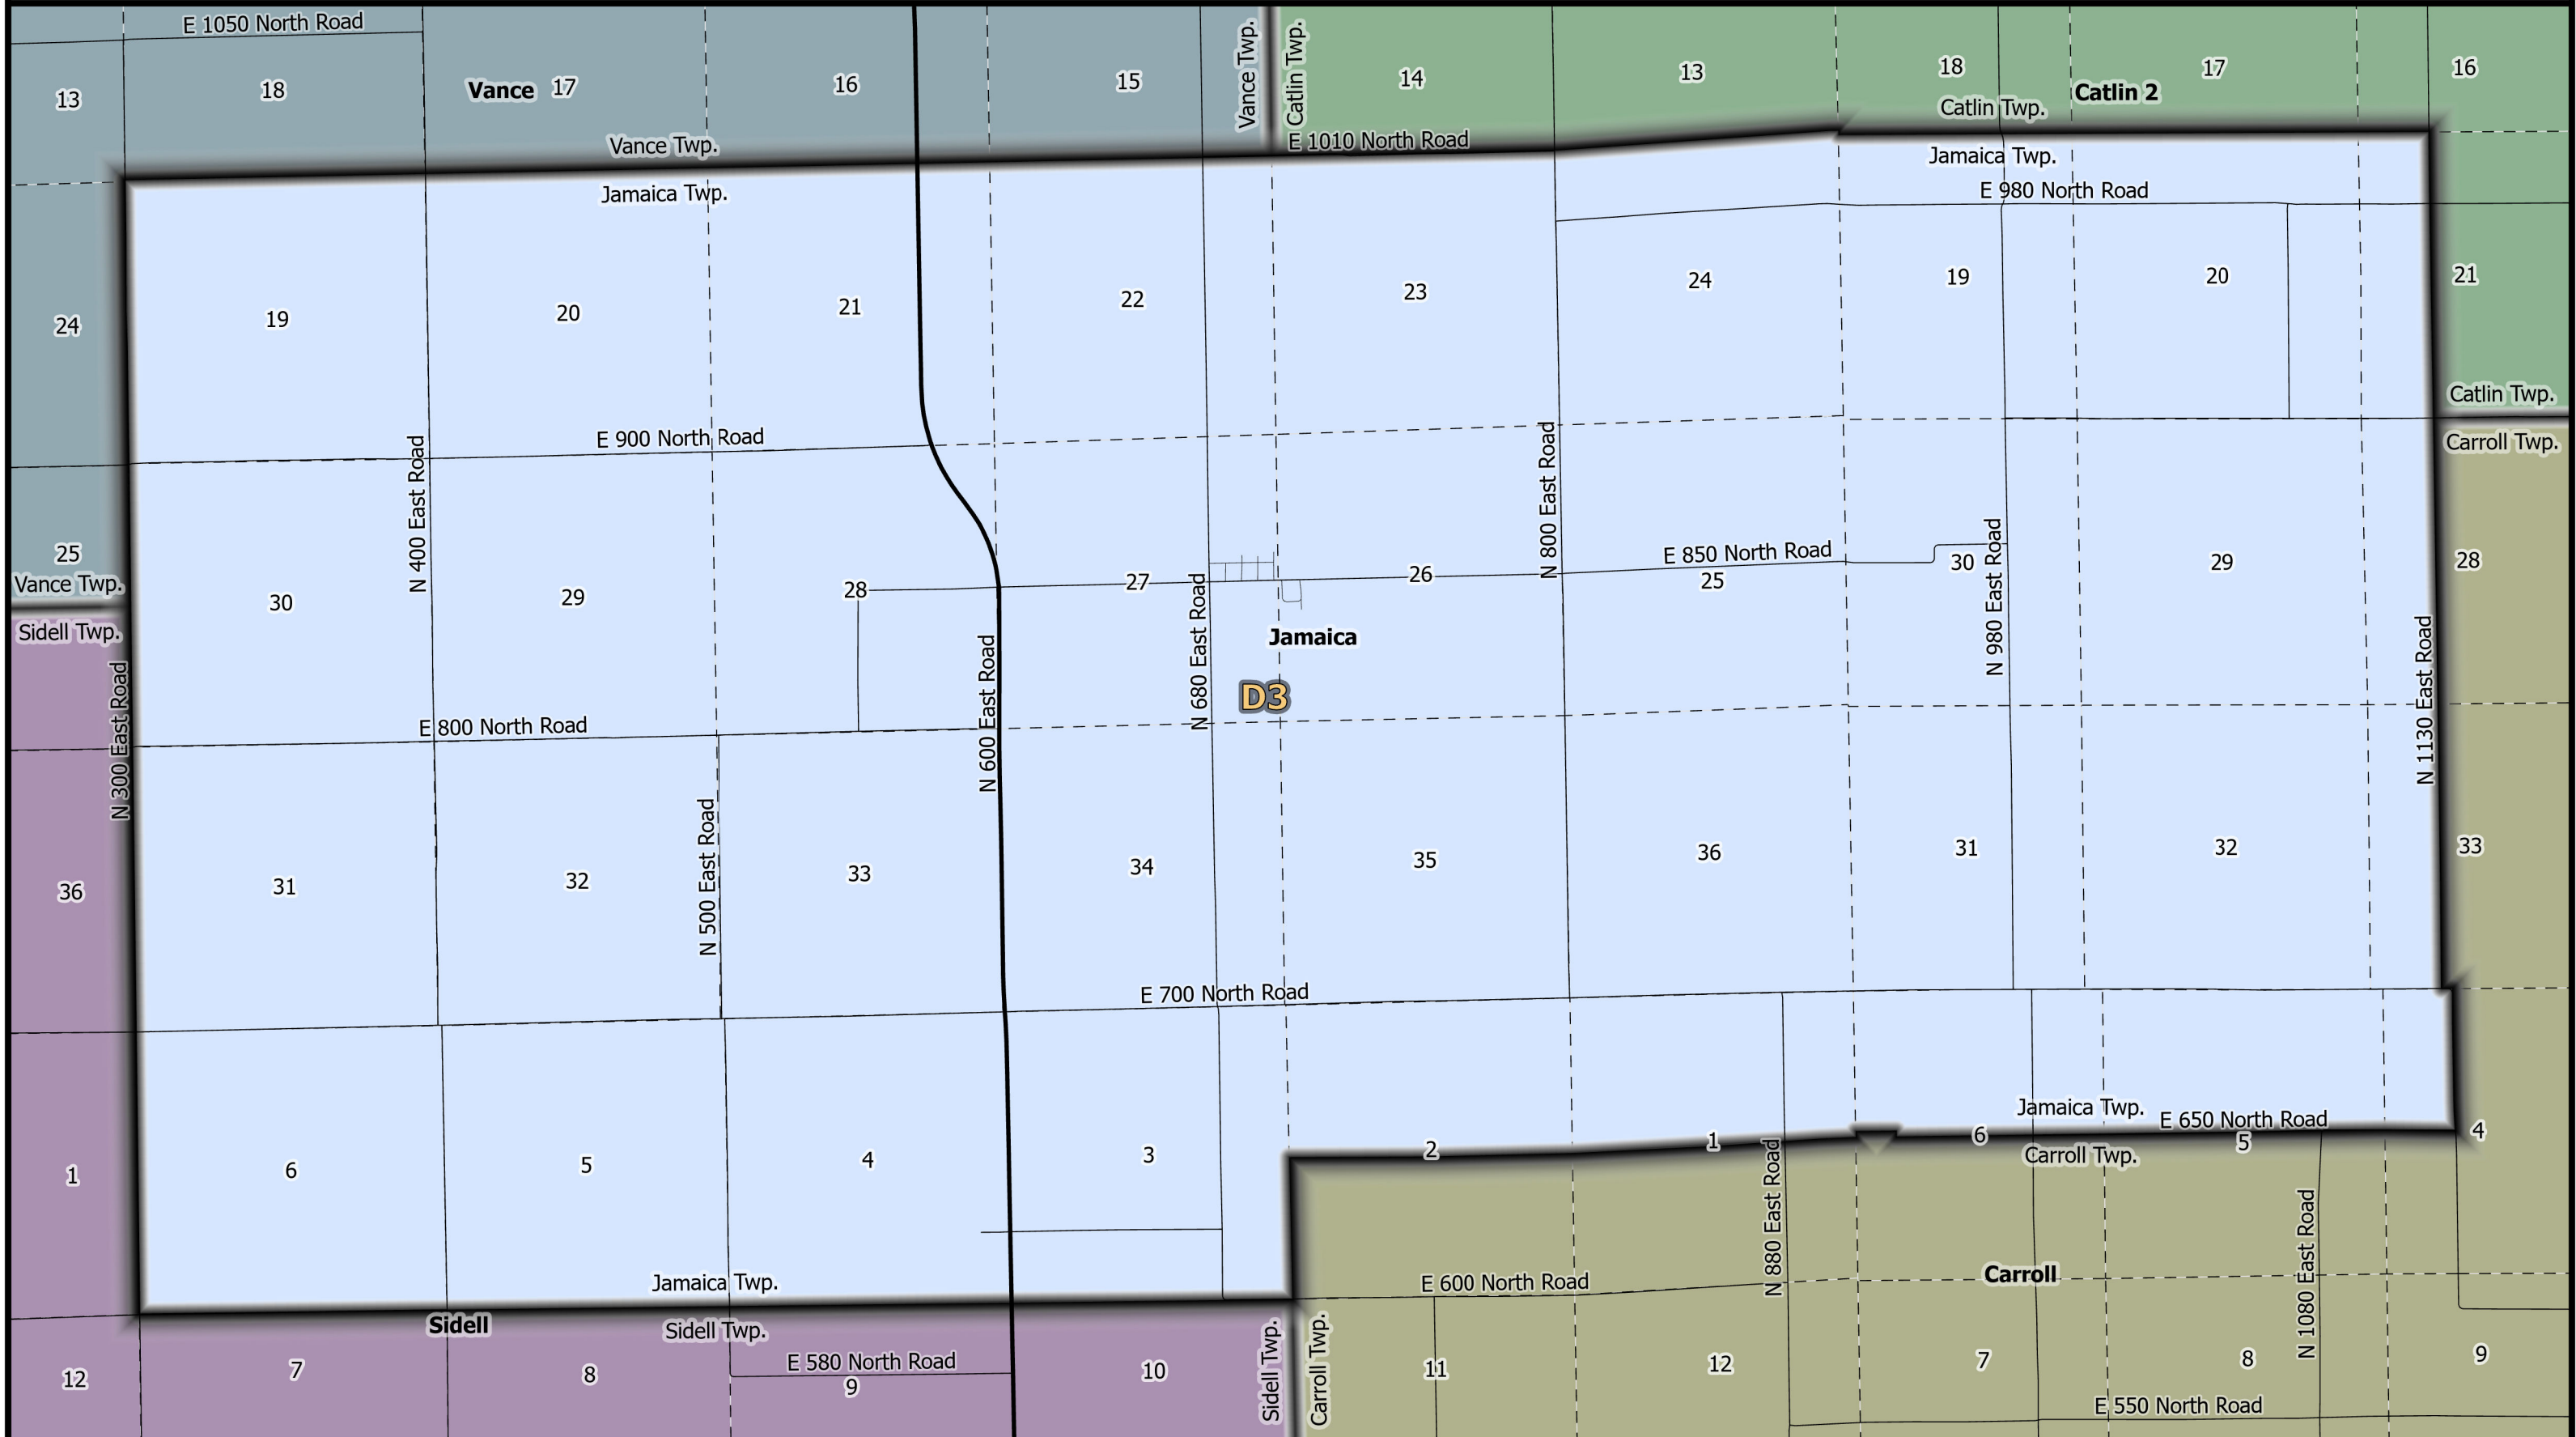 E 1050 North Road
13
18
Vance
17
16
15
Vance Twp.
E Catlin Twp.
14
13
18
17
16
Catlin 2
Catlin Twp.
Vance Twp.
E 1010 North Road
Jamaica Twp.
Jamaica Twp.
E 980 North Road
24
19
20
21
22
23
24
19
20
21
Catlin Twp.
Carroll Twp.
E 900 North Road
N 400 East Road
N 800 East Road
25
Vance Twp.
Sidell Twp.
30
29
28
27
26
E 850 North Road
25
30
N 980 East Road
29
28
Jamaica
D3
N 680 East Road
N 600 East Road
N 300 East Road
N 1130 East Road
E 800 North Road
N 500 East Road
36
31
32
33
34
35
36
31
32
33
E 700 North Road
1
6
5
4
3
2
1
6
5
4
Jamaica Twp.
E 650 North Road
Carroll Twp.
N 880 East Road
N 1080 East Road
Jamaica Twp.
E 600 North Road
Carroll
Sidell
Sidell Twp.
Sidell Twp.
Carroll Twp.
E 580 North Road
12
7
8
9
10
11
12
7
8
9
E 550 North Road